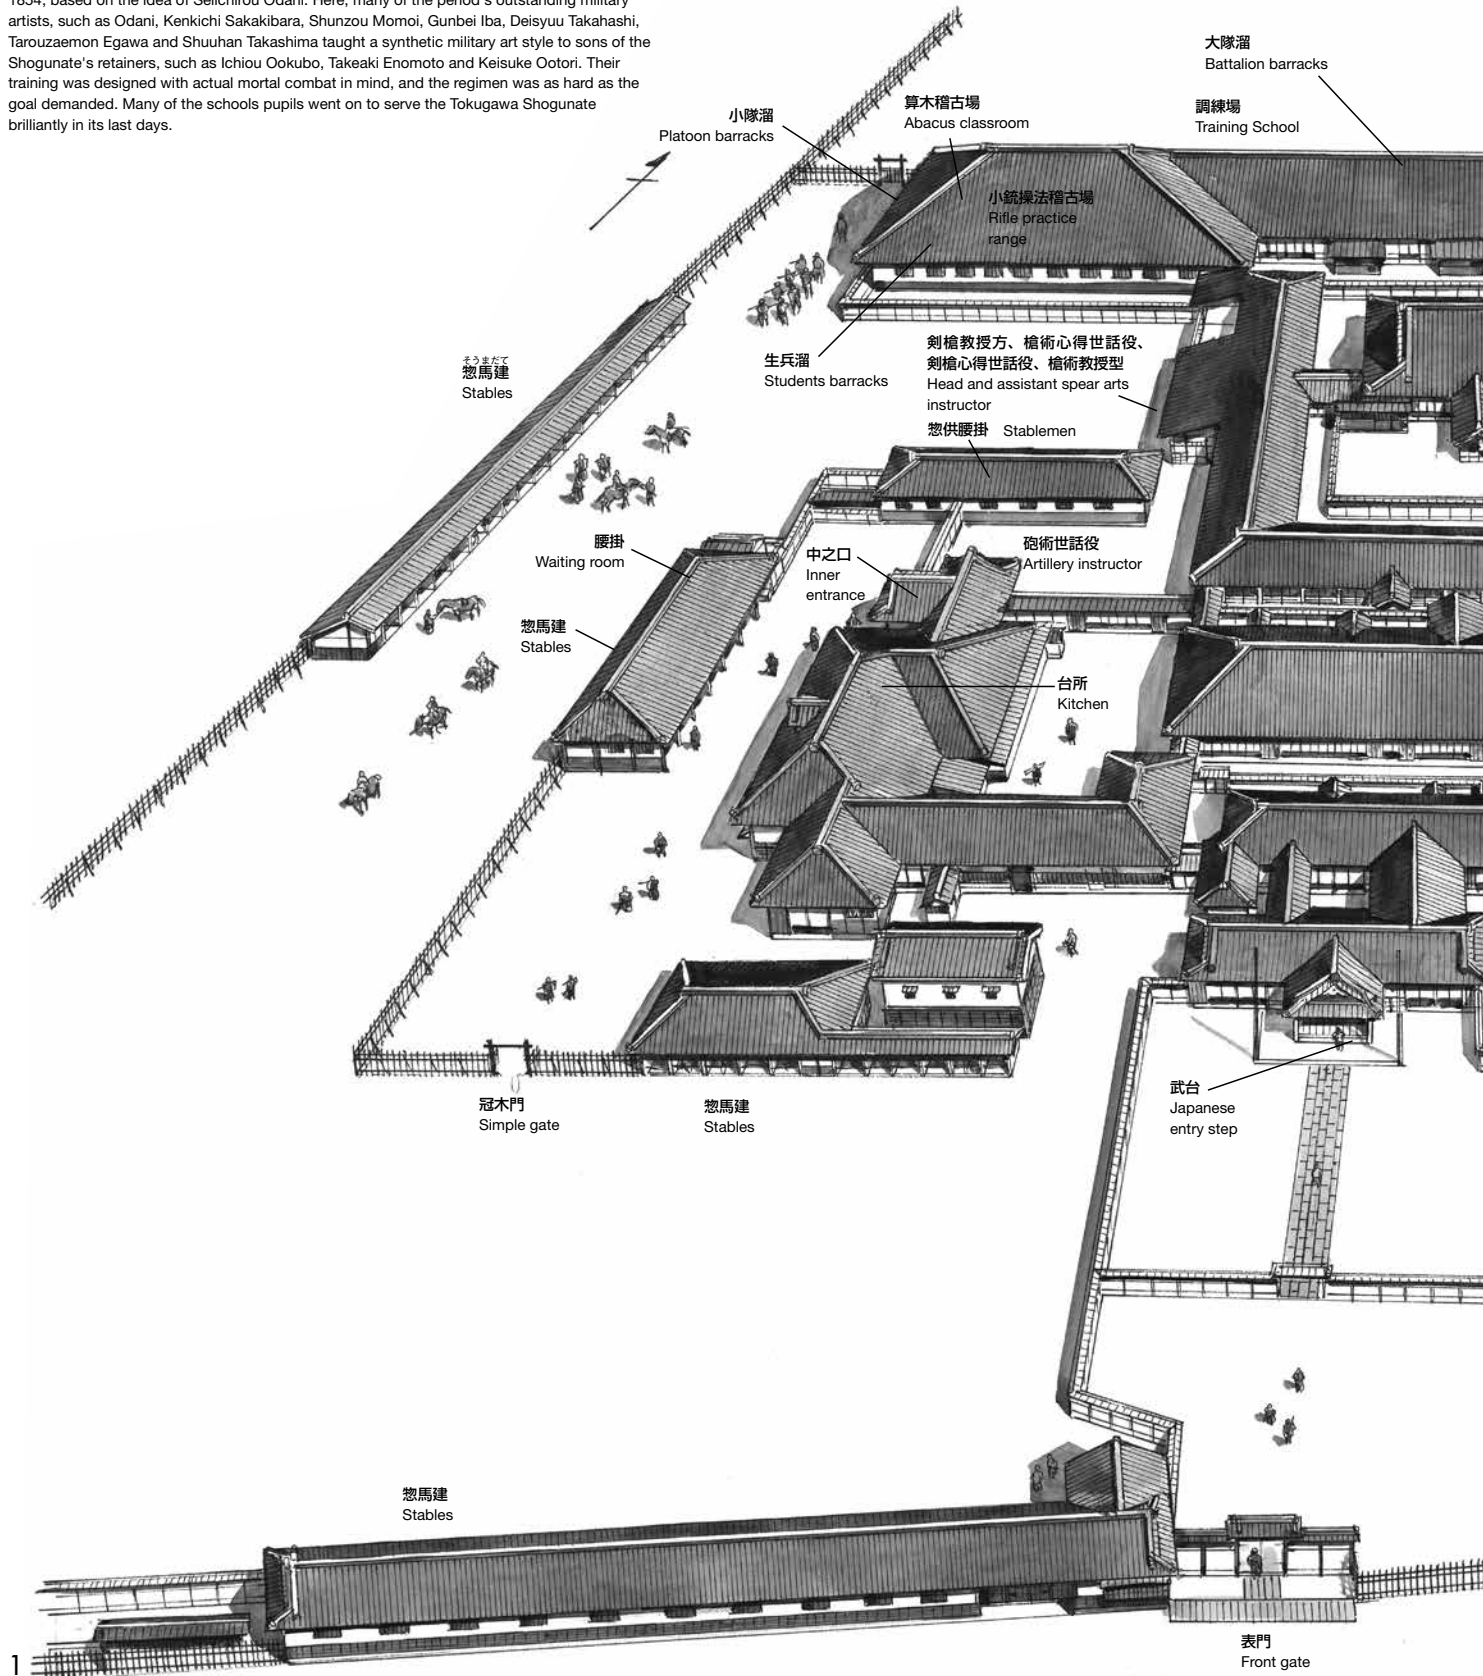 1854, based on the idea of Seiichirou Odani. Here, many of the period's outstanding military
artists, such as Odani, Kenkichi Sakakibara, Shunzou Momoi, Gunbei Iba, Deisyuu Takahashi,
Tarouzaemon Egawa and Shuuhan Takashima taught a synthetic military art style to sons of the
Shogunate's retainers, such as Ichiou Ookubo, Takeaki Enomoto and Keisuke Ootori. Their
training was designed with actual mortal combat in mind, and the regimen was as hard as the
goal demanded. Many of the schools pupils went on to serve the Tokugawa Shogunate
brilliantly in its last days.
大隊溜
Battalion barracks
調練場
Training School
算木稽古場
Abacus classroom
小隊溜
Platoon barracks
小銃操法稽古場
Rifle practice
range
生兵溜
Students barracks
剣槍教授方、槍術心得世話役、
剣槍心得世話役、槍術教授型
Head and assistant spear arts
instructor
惣供腰掛 Stablemen
そうまだて
惣馬建
Stables
腰掛
Waiting room
中之口
Inner
entrance
砲術世話役
Artillery instructor
惣馬建
Stables
台所
Kitchen
冠木門
Simple gate
惣馬建
Stables
武台
Japanese
entry step
惣馬建
Stables
表門
Front gate
1